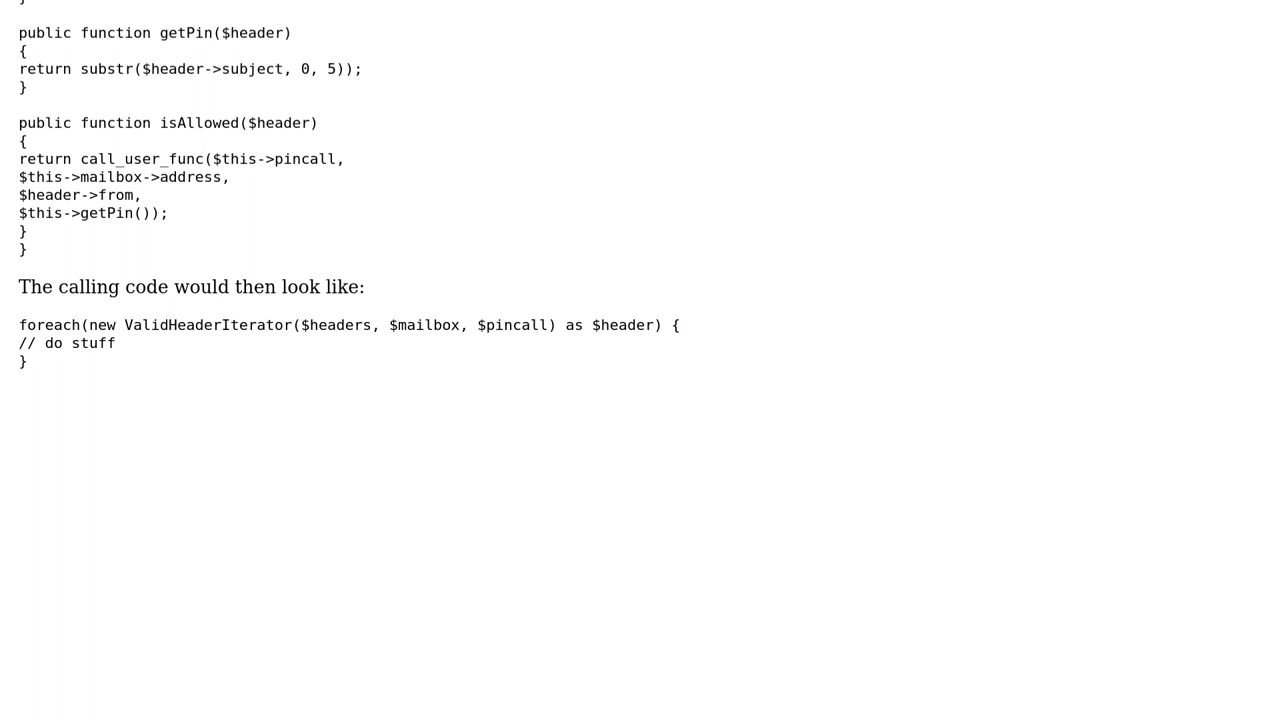 }
public function getPin($header)
{
return substr($header->subject, 0, 5));
}
public function isAllowed($header)
{
return call_user_func($this->pincall,
$this->mailbox->address,
$header->from,
$this->getPin());
}
}
The calling code would then look like:
foreach(new ValidHeaderIterator($headers, $mailbox, $pincall) as $header) {
// do stuff
}